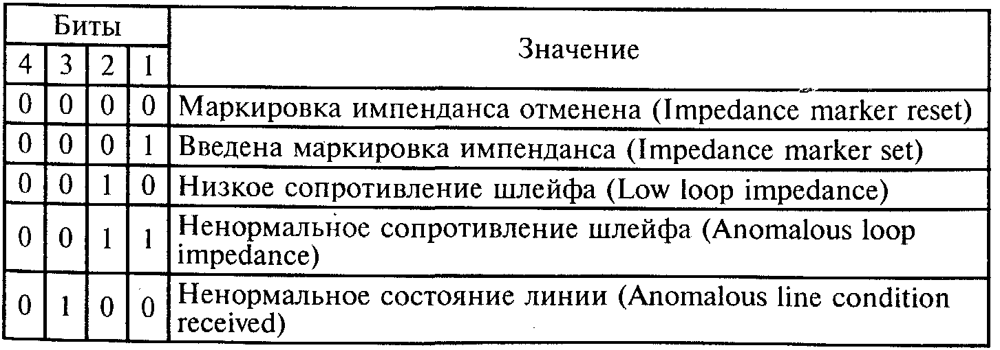 Биты
Значение
4 3 2 1
0 0 0 0 Маркировка импенданса отменена (Impedance marker reset)
0 0 0 1 Введена маркировка импенданса (Impedance marker set)
0 0 1 0 Низкое сопротивление шлейфа (Low loop impedance)
0 0 1 1 Ненормальное сопротивление шлейфа (Anomalous loop
impedance)
0 1 0 0 Ненормальное состояние линии (Anomalous line condition
received)